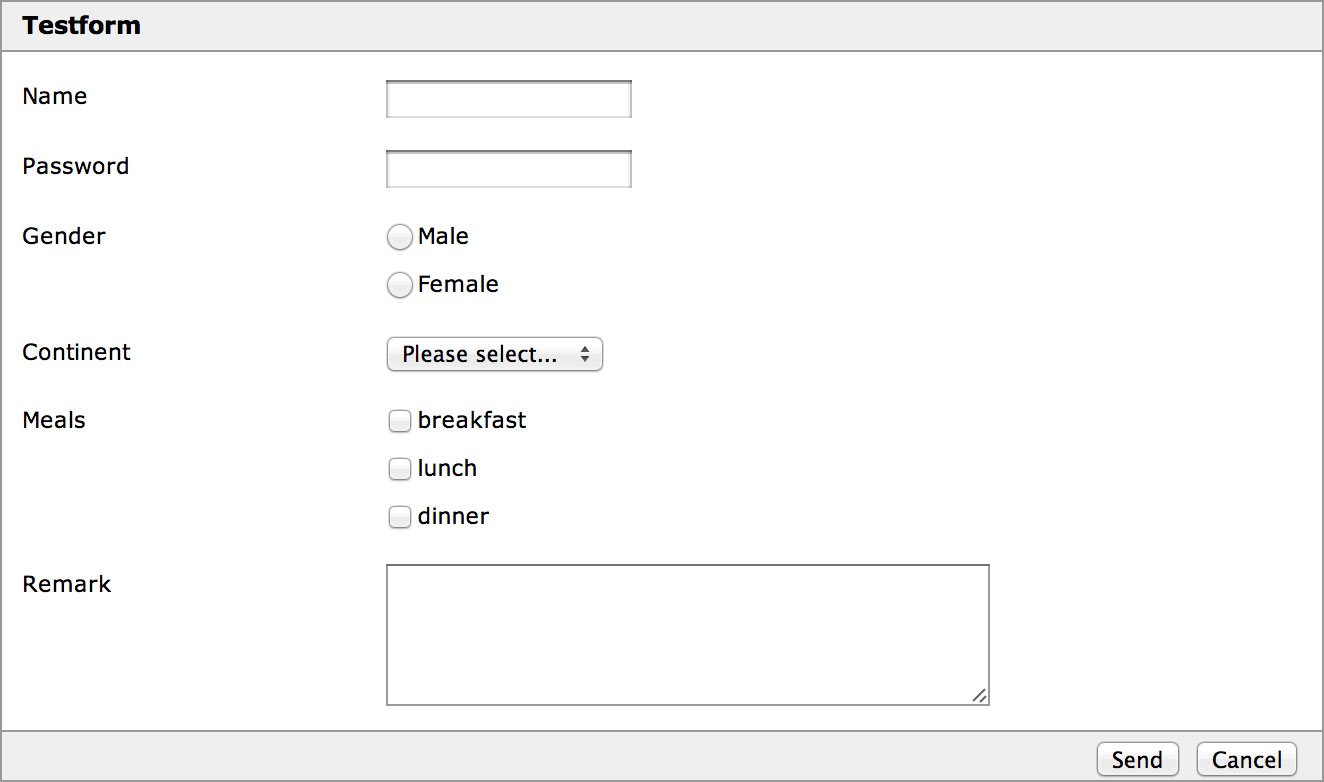 Testform
Name
Password
Gender
Male
Female
Continent
Please select...
Meals
breakfast
lunch
dinner
Remark
Send Cancel